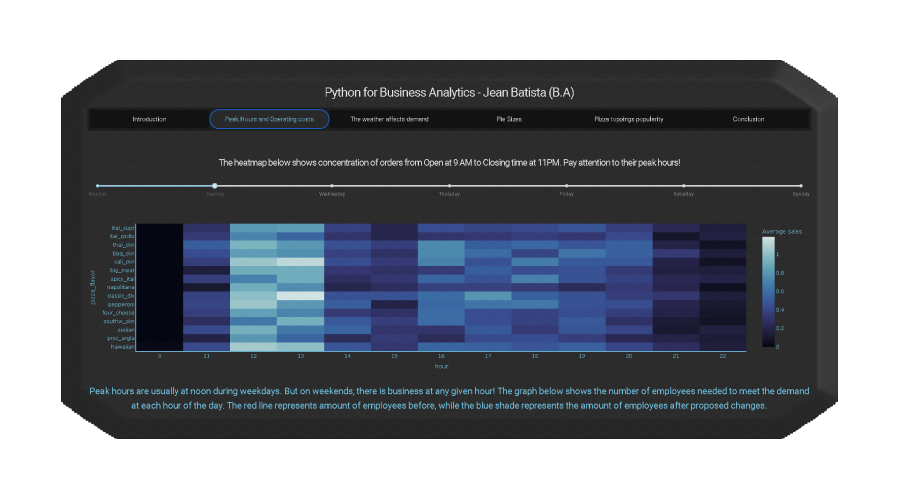 Python for Business Analytics - Jean Batista (B.A)
Introduction Peak Hours and Operating costs The weather affects demand Pie Sizes Pizza toppings popularity Conclusion
The heatmap below shows concentration of orders from Open at 9 AM to Closing time at 11PM. Pay attention to their peak hours!
Monday Tuesday Wednesday Thursday Friday Saturday Sunday
Average sales
ital_supr
ital_cpcllo
thai_ckn
bbq_ckn
cali_ckn
big_meat
spicy_ital
napolitana
classic_dlx
pepperoni
four_cheese
southw_ckn
sicilian
hawaiian
pizza_flavor
1
0.8
0.6
0.4
0.2
0
9 11 12 13 14 15 16 17 18 19 20 21 22
hour
Peak hours are usually at noon during weekdays. But on weekends, there is business at any given hour! The graph below shows the number of employees needed to meet the demand
at each hour of the day. The red line represents amount of employees before, while the blue shade represents the amount of employees after proposed changes.